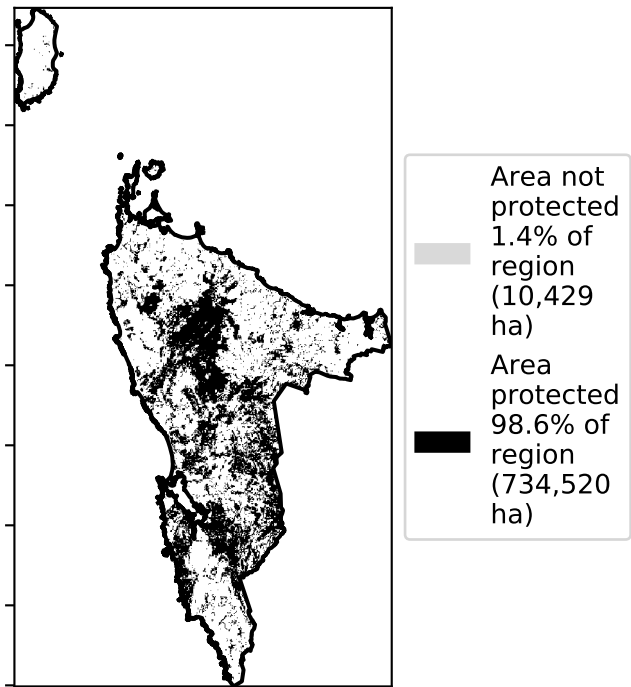 Area not
protected
1.4% of
region
(10,429
ha)
Area
protected
98.6% of
region
(734,520
ha)